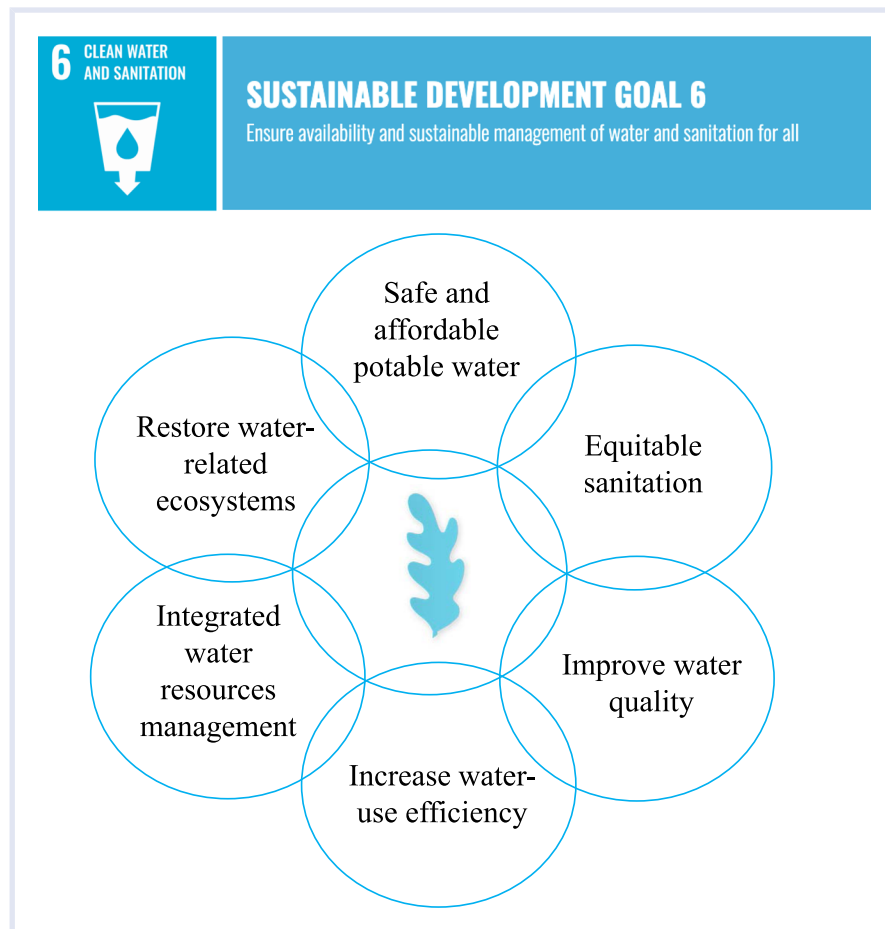 6 CLEAN WATER
AND SANITATION
SUSTAINABLE DEVELOPMENT GOAL 6
Ensure availability and sustainable management of water and sanitation for all
Safe and
affordable
potable water
Equitable
sanitation
Improve water
quality
Increase water-
use efficiency
Integrated
water
resources
management
Restore water-
related
ecosystems